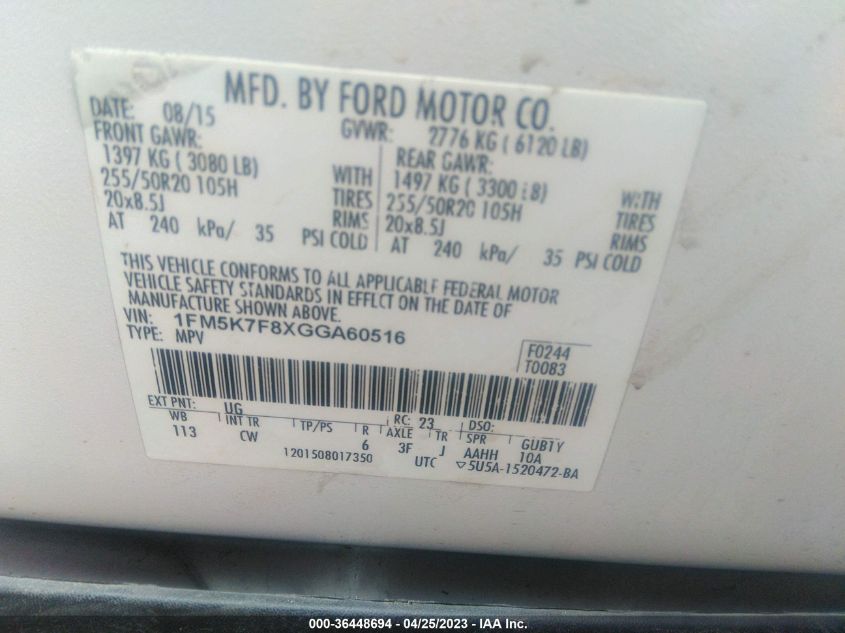 MFD. BY FORD MOTOR CO.
DATE: 08/15 GVWR: 2776 KG ( 6120 LB)
FRONT GAWR: REAR GAWR:
1397 KG ( 3080 LB) WITH 1497 KG ( 3300 LB) WITH
255/50R20 105H TIRES 255/50R20 105H TIRES
20x8.5J RIMS 20x8.5J RIMS
AT 240 kPa/ 35 PSI COLD AT 240 kPa/ 35 PSI COLD
THIS VEHICLE CONFORMS TO ALL APPLICABLE FEDERAL MOTOR
VEHICLE SAFETY STANDARDS IN EFFECT ON THE DATE OF
MANUFACTURE SHOWN ABOVE.
VIN: 1FM5K7F8XGGA60516
TYPE: MPV
F0244
T0083
EXT PNT: UG RC: 23 DSO:
WB INT TR TP/PS R AXLE TR SPR GUBTY
113 CW 6 3F J AAHH 10A
1201508017350 UTC ▽5U5A-1520472-BA
000-36448694 - 04/25/2023 - IAA Inc.